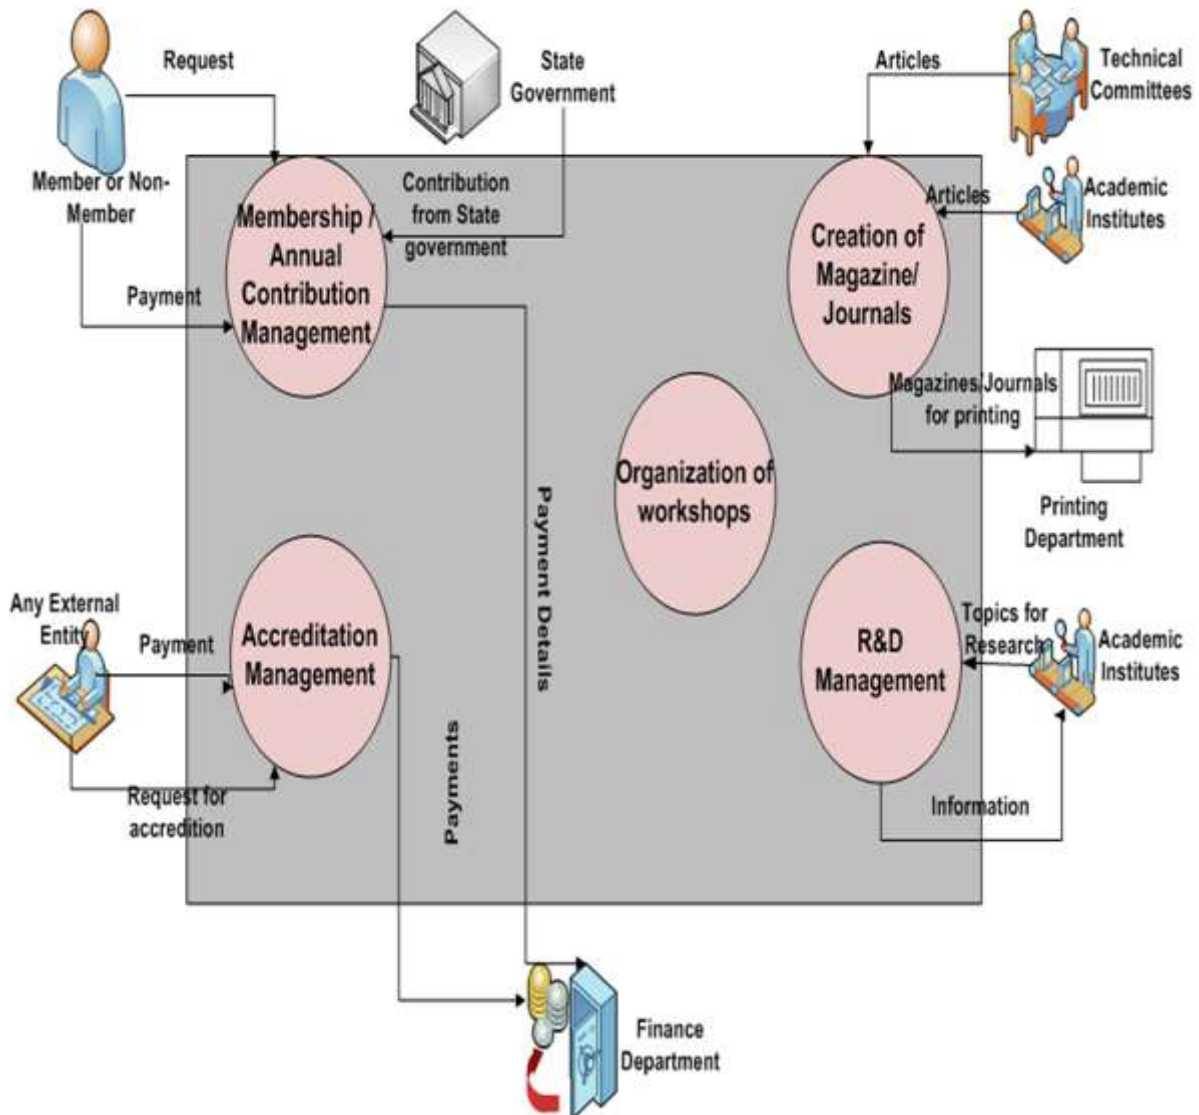 Request
State
Government
Articles
Technical
Committees
Member or Non-
Member
Contribution
from State
government
Membership /
Annual
Contribution
Management
Payment
Articles
Academic
Institutes
Creation of
Magazine/
Journals
Magazines/Journals
for printing
Printing
Department
Organization of
workshops
Payment Details
Any External
Entity
Payment
Accreditation
Management
Request for
accredition
Payments
R&D
Management
Topics for
Research
Academic
Institutes
Information
Finance
Department